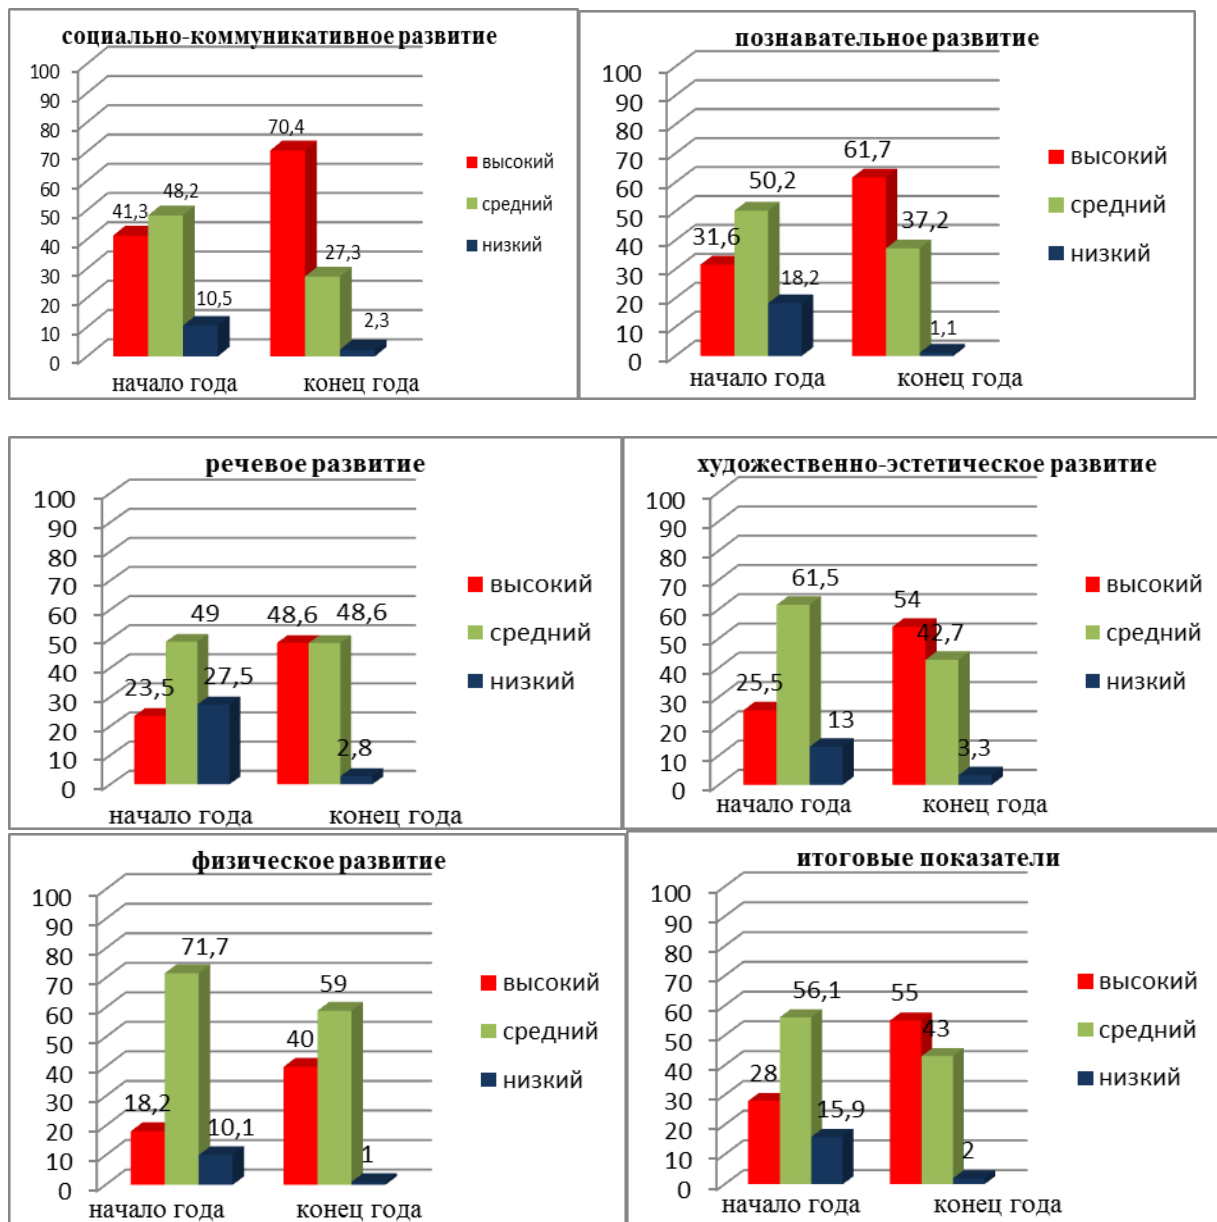 социально-коммуникативное развитие
100
90
80
70
60
50
40
30
20
10
0
41,3
48,2
10,5
70,4
27,3
2,3
начало года
конец года
высокий
средний
низкий
познавательное развитие
100
90
80
70
60
50
40
30
20
10
0
31,6
50,2
18,2
61,7
37,2
1,1
начало года
конец года
высокий
средний
низкий
речевое развитие
100
90
80
70
60
50
40
30
20
10
0
23,5
49
27,5
48,6
48,6
2,8
начало года
конец года
высокий
средний
низкий
художественно-эстетическое развитие
100
90
80
70
60
50
40
30
20
10
0
25,5
61,5
13
54
42,7
3,3
начало года
конец года
высокий
средний
низкий
физическое развитие
100
90
80
70
60
50
40
30
20
10
0
18,2
71,7
10,1
40
59
1
начало года
конец года
высокий
средний
низкий
итоговые показатели
100
90
80
70
60
50
40
30
20
10
0
28
56,1
15,9
55
43
2
начало года
конец года
высокий
средний
низкий